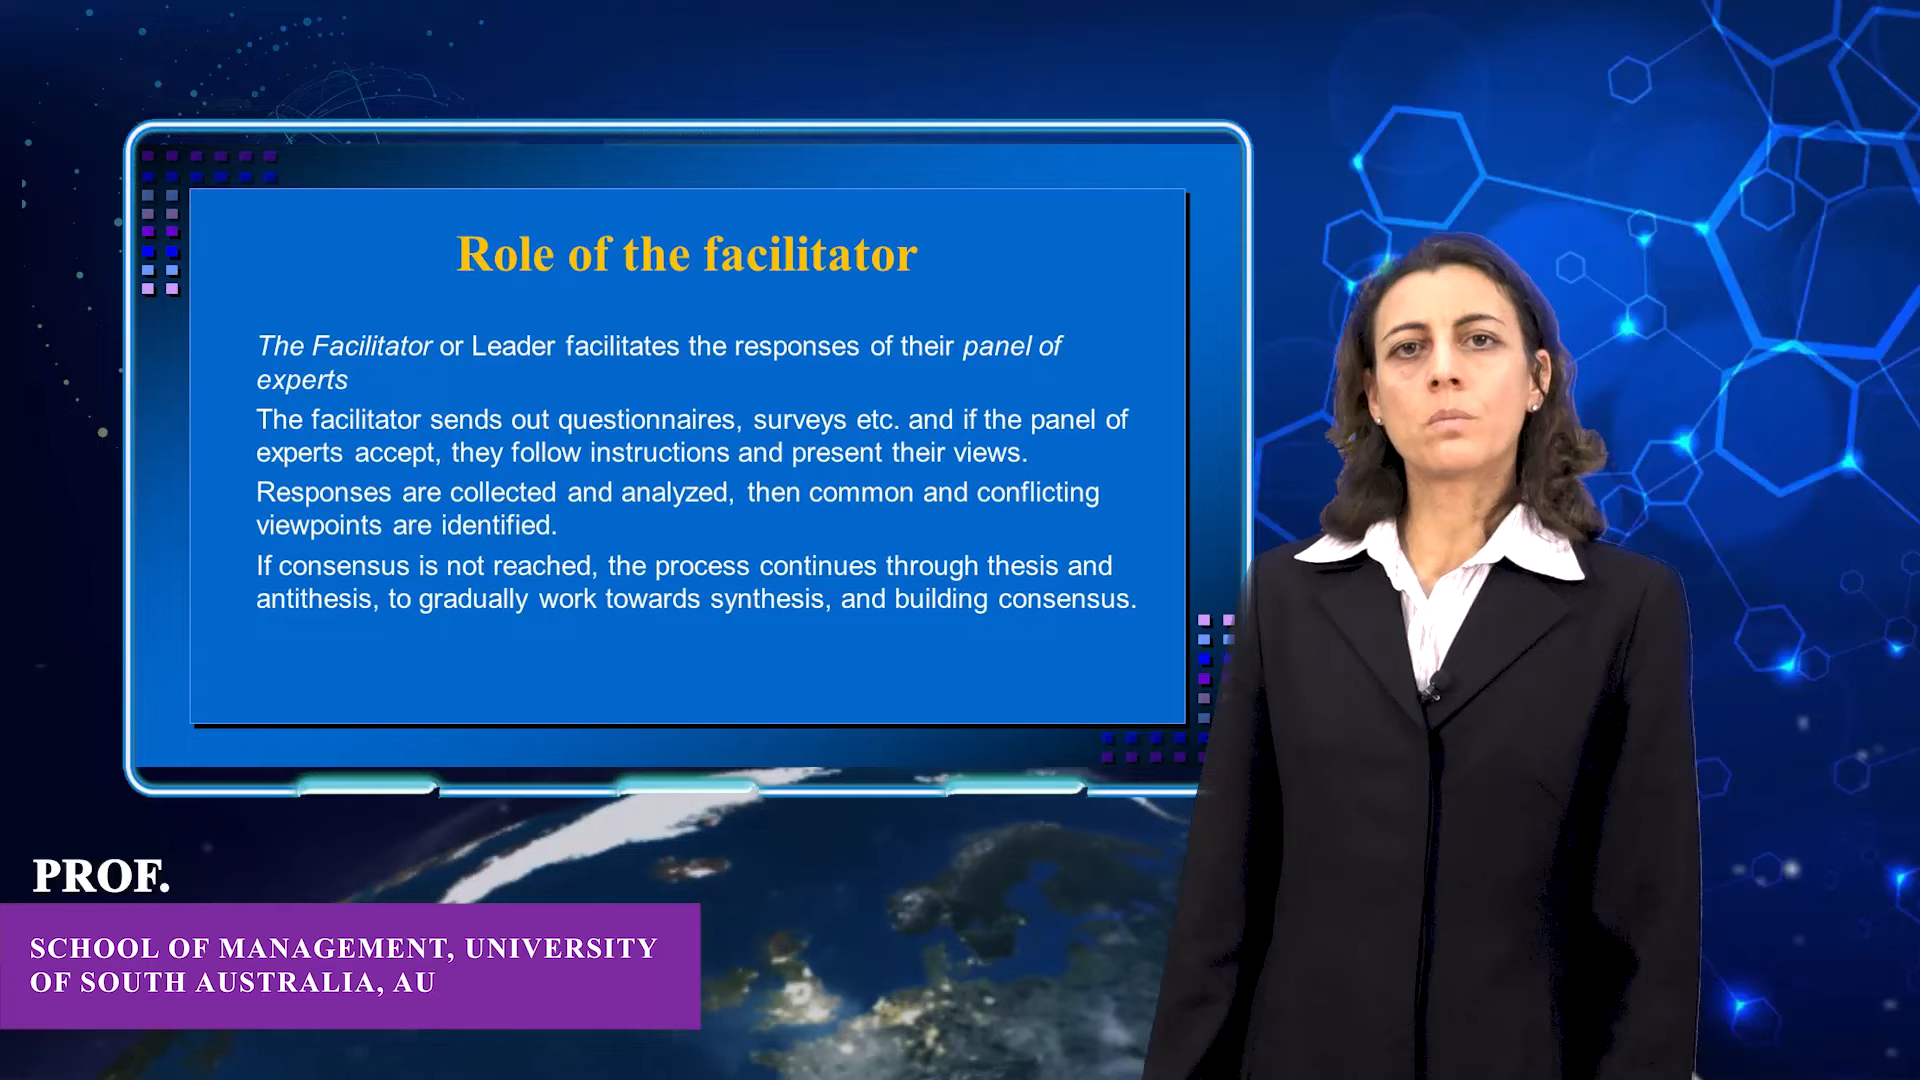 Role of the facilitator
The Facilitator or Leader facilitates the responses of their panel of
experts
The facilitator sends out questionnaires, surveys etc. and if the panel of
experts accept, they follow instructions and present their views.
Responses are collected and analyzed, then common and conflicting
viewpoints are identified.
If consensus is not reached, the process continues through thesis and
antithesis, to gradually work towards synthesis, and building consensus.
PROF.
SCHOOL OF MANAGEMENT, UNIVERSITY
OF SOUTH AUSTRALIA, AU